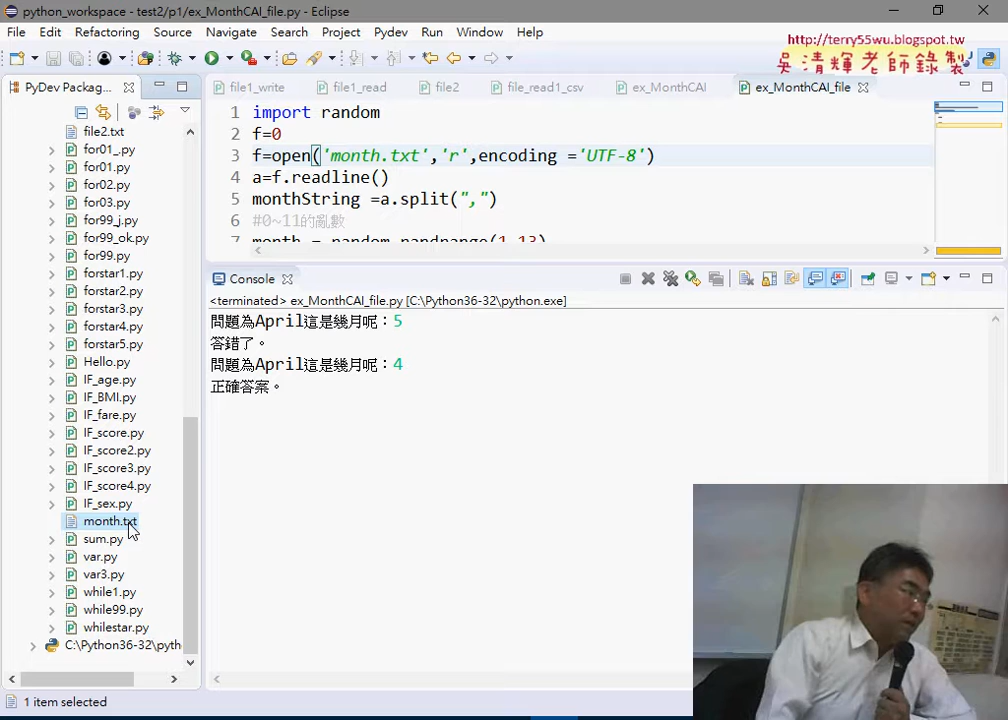 python_workspace - test2/p1/ex_MonthCAI_file.py - Eclipse
File Edit Refactoring Source Navigate Search Project Pydev Run Window Help
http://terry55wu.blogspot.tw
吳清輝老師錄製
PyDev Packag...
file1_write file1_read file2 file_read1_csv ex_MonthCAI ex_MonthCAI_file
file2.txt
for01_.py
for01.py
for02.py
for03.py
for99_j.py
for99_ok.py
for99.py
forstar1.py
forstar2.py
forstar3.py
forstar4.py
forstar5.py
Hello.py
IF_age.py
IF_BMI.py
IF_fare.py
IF_score.py
IF_score2.py
IF_score3.py
IF_score4.py
IF_sex.py
month.txt
sum.py
var.py
var3.py
while1.py
while99.py
whilestar.py
C:\Python36-32\pyth
1 import random
2 f=0
3 f=open('month.txt','r',encoding ='UTF-8')
4 a=f.readline()
5 monthString =a.split(",")
6 #0~11的亂數
7 month = random.randrange(1,13)
Console
<terminated> ex_MonthCAI_file.py [C:\Python36-32\python.exe]
問題為April這是幾月呢：5
答錯了。
問題為April這是幾月呢：4
正確答案。
1 item selected